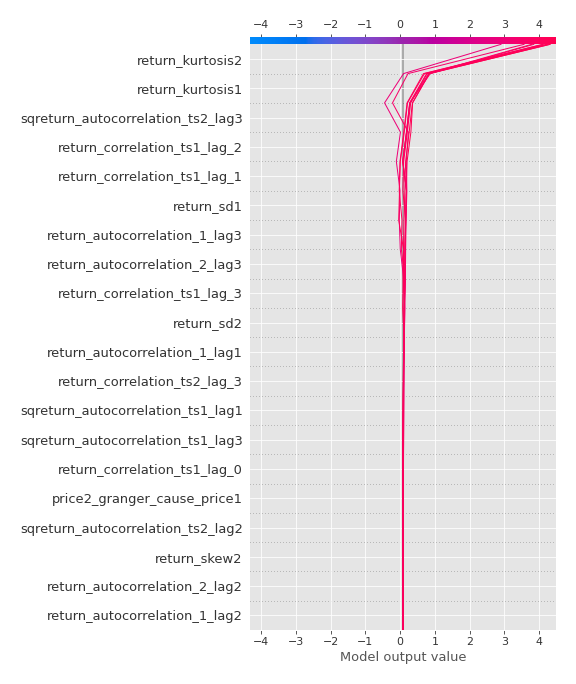 −4 −3 −2 −1 0 1 2 3 4
return_kurtosis2
return_kurtosis1
sqreturn_autocorrelation_ts2_lag3
return_correlation_ts1_lag_2
return_correlation_ts1_lag_1
return_sd1
return_autocorrelation_1_lag3
return_autocorrelation_2_lag3
return_correlation_ts1_lag_3
return_sd2
return_autocorrelation_1_lag1
return_correlation_ts2_lag_3
sqreturn_autocorrelation_ts1_lag1
sqreturn_autocorrelation_ts1_lag3
return_correlation_ts1_lag_0
price2_granger_cause_price1
sqreturn_autocorrelation_ts2_lag2
return_skew2
return_autocorrelation_2_lag2
return_autocorrelation_1_lag2
−4 −3 −2 −1 0 1 2 3 4
Model output value